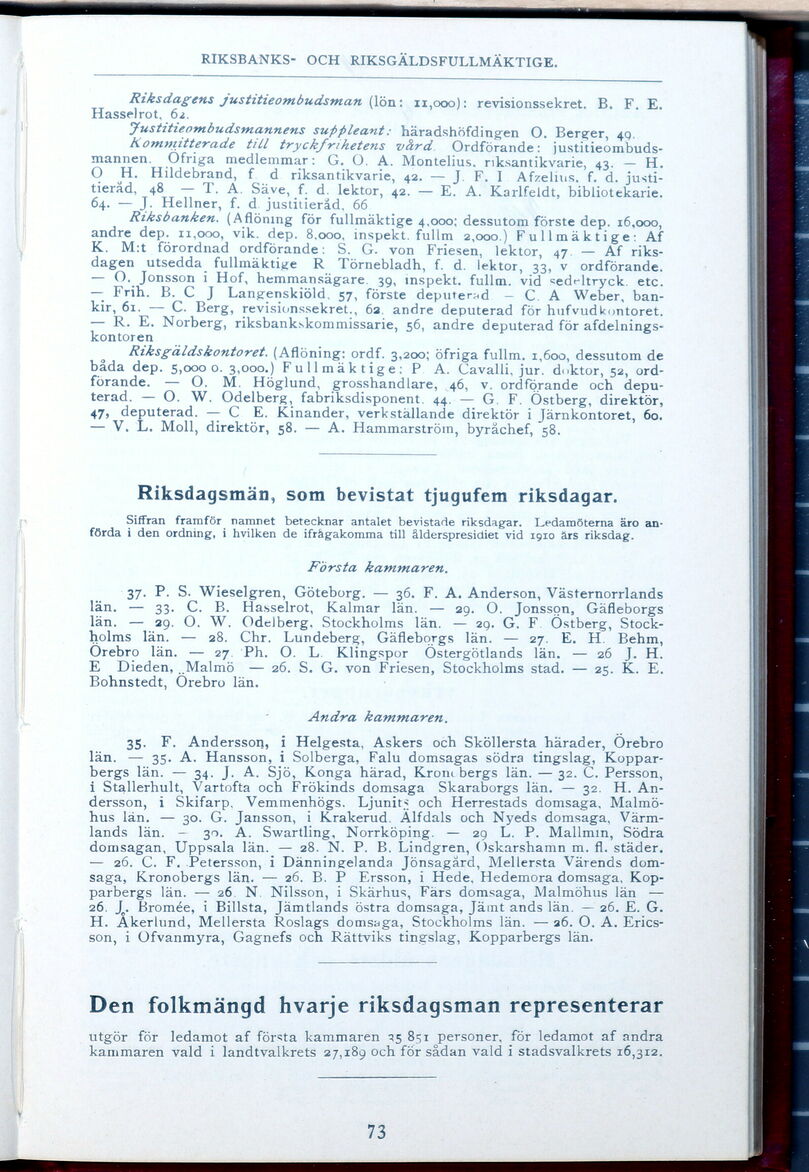 RIKSBANKS- OCH RIKSGÄLDSFULLMÄKTIGE.
Riksdagens justitieombudsman (lön: 11,000): revisionssekret. B. F. E.
Hasselrot, 62.
Justitieombudsmannens suppleant: häradshöfdingen O. Berger, 49.
Kommitterade till tryckfrihetens vård. Ordförande: justitieombuds-
mannen. Öfriga medlemmar: G. O. A. Montelius, riksantikvarie, 43. — H.
O H. Hildebrand, f d riksantikvarie, 42. — J F. I Afzelius, f. d. justi-
tieråd, 48 — T. A. Säve, f. d. lektor, 42. — E. A. Karlfeldt, bibliotekarie.
64. — J. Hellner, f. d justitieråd, 66
Riksbanken. (Aflöning för fullmäktige 4,000; dessutom förste dep. 16,000,
andre dep. 11,000, vik. dep. 8,000, inspekt. fullm 2,000.) Fullmäktige: Af
K. M:t förordnad ordförande: S. G. von Friesen, lektor, 47 — Af riks-
dagen utsedda fullmäktige R Törnebladh, f. d. lektor, 33, v ordförande.
— O. Jonsson i Hof, hemmansägare 39, inspekt. fullm. vid sedeltryck. etc.
— Frih. B. C J Langenskiöld, 57, förste deputerad — C A Weber, ban-
kir, 61. — C. Berg, revisionssekret., 62 andre deputerad för hufvudkontoret.
— R. E. Norberg, riksbankskommissarie, 56, andre deputerad för afdelnings-
kontoren
Riksgäldskontoret. (Aflöning: ordf. 3,200; öfriga fullm. 1,600, dessutom de
båda dep. 5,000 o. 3,000.) Fullmäktige: P A. Cavalli, jur. doktor, 52, ord-
förande. — O. M. Höglund, grosshandlare, 46, v. ordförande och depu-
terad. — O. W. Odelberg, fabriksdisponent. 44. — G. F. Östberg, direktör,
47, deputerad. — C E. Kinander, verkställande direktör i Järnkontoret, 60.
— V. L. Moll, direktör, 58. — A. Hammarström, byråchef, 58.
Riksdagsmän, som bevistat tjugufem riksdagar.
Siffran framför namnet betecknar antalet bevistade riksdagar. Ledamöterna äro an-
förda i den ordning, i hvilken de ifrågakomma till ålderspresidiet vid 1910 års riksdag.
Första kammaren.
37. P. S. Wieselgren, Göteborg. — 36. F. A. Anderson, Västernorrlands
län. — 33. C. B. Hasselrot, Kalmar län. — 29. O. Jonsson, Gäfleborgs
län. — 29. O. W. Odelberg, Stockholms län. — 29. G. F Östberg, Stock-
holms län. — 28. Chr. Lundeberg, Gäfleborgs län. — 27 E. H. Behm,
Örebro län. — 27 Ph. O. L. Klingspor Östergötlands län. — 26 J. H.
E Dieden, Malmö — 26. S. G. von Friesen, Stockholms stad. — 25. K. E.
Bohnstedt, Örebro län.
Andra kammaren.
35. F. Andersson, i Helgesta, Askers och Sköllersta härader, Örebro
län. — 35. A. Hansson, i Solberga, Falu domsagas södra tingslag, Koppar-
bergs län. — 34. J. A. Sjö, Konga härad, Kronobergs län. — 32. C. Persson,
i Stallerhult, Vartofta och Frökinds domsaga Skaraborgs län. — 32. H. An-
dersson, i Skifarp, Vemmenhögs, Ljunits och Herrestads domsaga, Malmö-
hus län. — 30. G. Jansson, i Krakerud Älfdals och Nyeds domsaga, Värm-
lands län. — 30. A. Swartling, Norrköping. — 29 L. P. Mallmin, Södra
domsagan, Uppsala län. — 28. N. P. B. Lindgren, Oskarshamn m. fl. städer.
— 26. C. F. Petersson, i Dänningelanda Jönsagård, Mellersta Värends dom-
saga, Kronobergs län. — 26. B. P Ersson, i Hede, Hedemora domsaga, Kop-
parbergs län. — 26 N. Nilsson, i Skärhus, Färs domsaga, Malmöhus län —
26. J. Bromée, i Billsta, Jämtlands östra domsaga, Jämtlands län. — 26. E. G.
H. Åkerlund, Mellersta Roslags domsaga, Stockholms län. — 26. O. A. Erics-
son, i Ofvanmyra, Gagnefs och Rättviks tingslag, Kopparbergs län.
Den folkmängd hvarje riksdagsman representerar
utgör för ledamot af första kammaren 35 851 personer, för ledamot af andra
kammaren vald i landtvalkrets 27,189 och för sådan vald i stadsvalkrets 16,312.
73